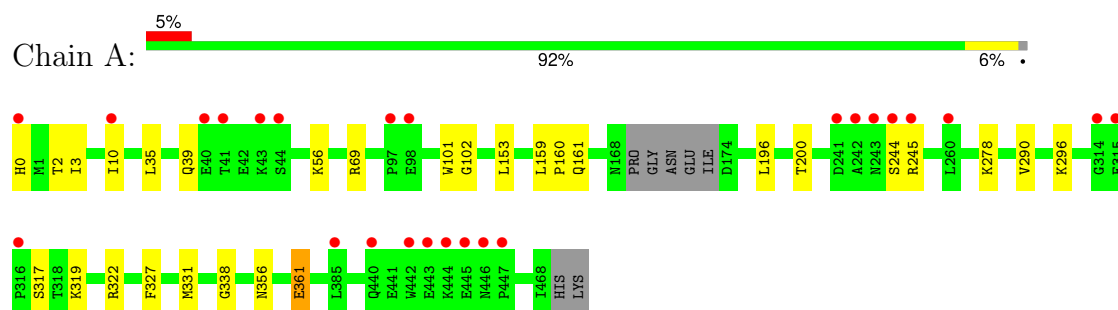 5%
Chain A:
92% 6% •
H0 M1 T2 I3 I10 L35 Q39 E40 T41 E42 K43 S44 K56 R69 P97 E98 W101 G102 L153 L159 P160 Q161 N168 PRO GLY ASN GLU ILE D174 L196 T200 D241 A242 N243 S244 R245 L260 K278 V290 K296 G314
P316 S317 T318 K319 R322 F327 M331 G338 N356 E361 L385 Q440 E441 W442 E443 K444 E445 N446 P447 I468 HIS LYS